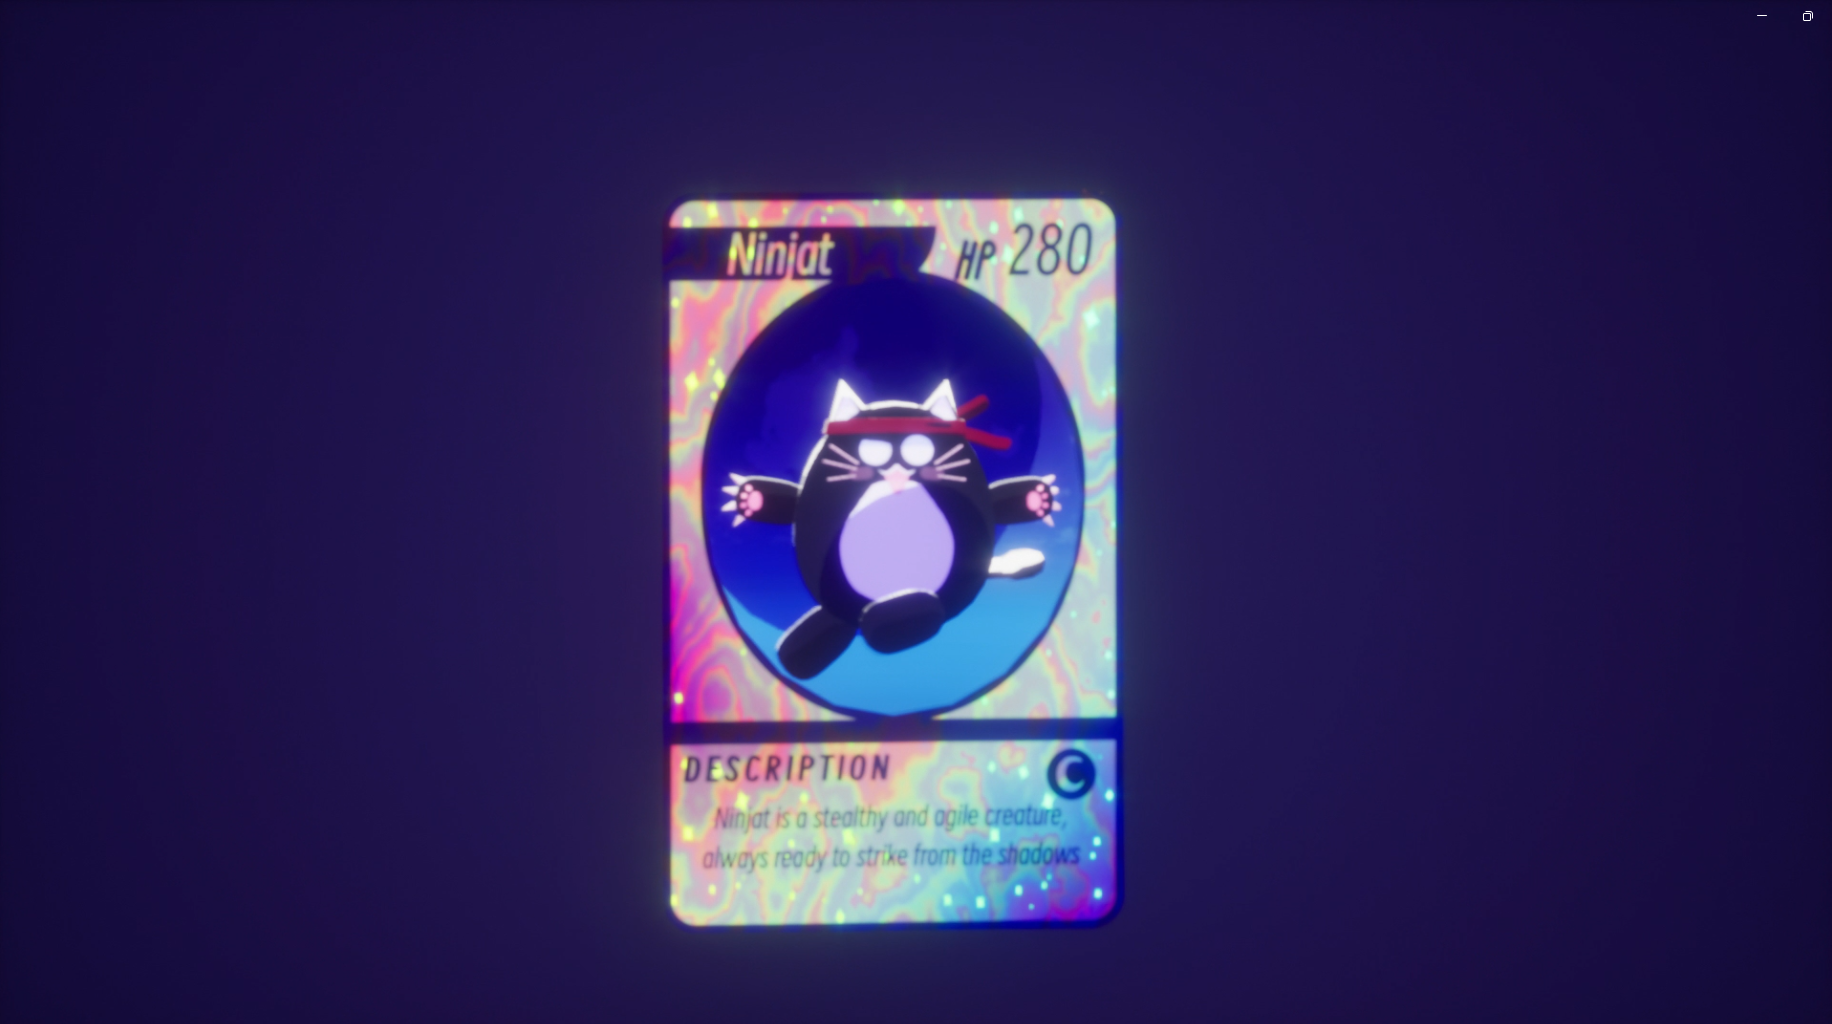 Ninjat
HP 280
DESCRIPTION
C
Ninjat is a stealthy and agile creature,
always ready to strike from the shadows